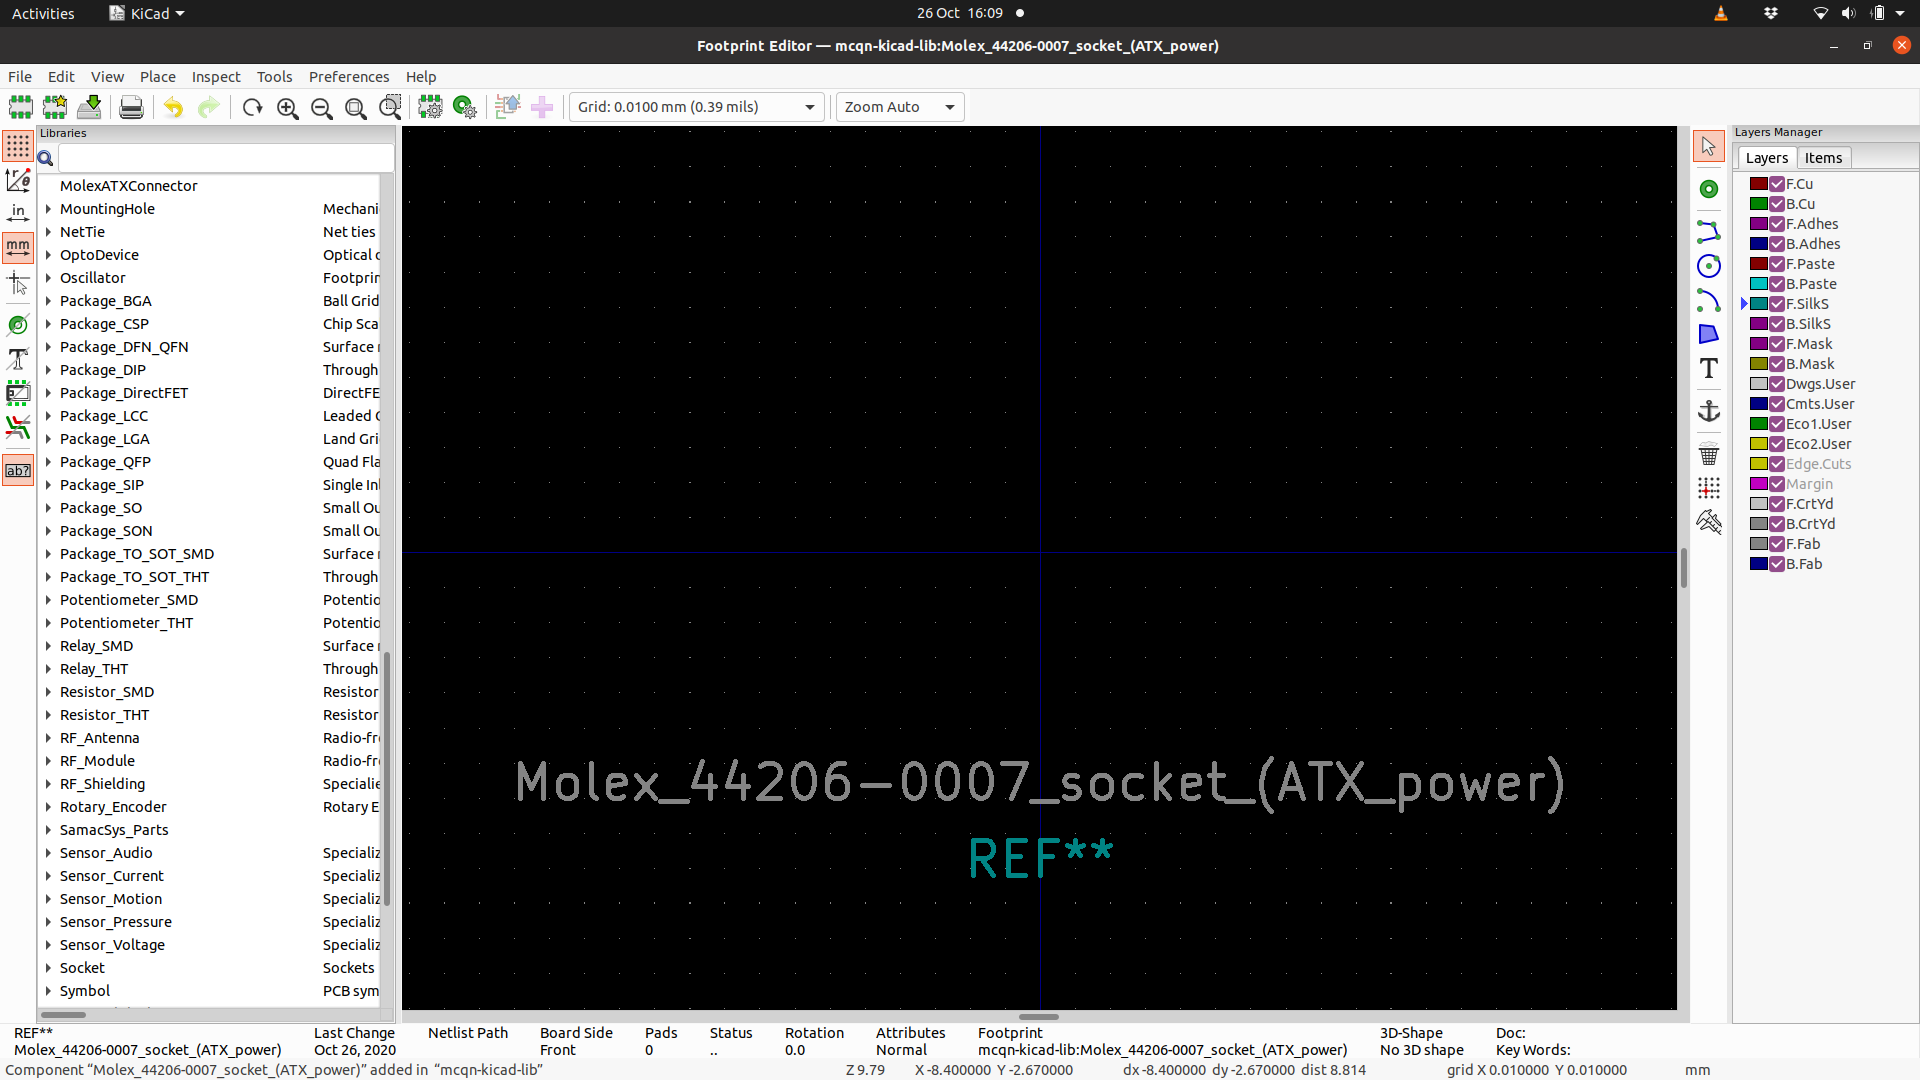 Activities KiCad 26 Oct 16:09
Footprint Editor — mcqn-kicad-lib:Molex_44206-0007_socket_(ATX_power)
File Edit View Place Inspect Tools Preferences Help
Grid: 0.0100 mm (0.39 mils) Zoom Auto
Libraries
in
mm
ab?
MolexATXConnector
MountingHole Mechani
NetTie Net ties
OptoDevice Optical
Oscillator Footprin
Package_BGA Ball Grid
Package_CSP Chip Sca
Package_DFN_QFN Surface
Package_DIP Through
Package_DirectFET DirectFE
Package_LCC Leaded
Package_LGA Land Gri
Package_QFP Quad Fla
Package_SIP Single In
Package_SO Small Ou
Package_SON Small Ou
Package_TO_SOT_SMD Surface
Package_TO_SOT_THT Through
Potentiometer_SMD Potentio
Potentiometer_THT Potentio
Relay_SMD Surface
Relay_THT Through
Resistor_SMD Resistor
Resistor_THT Resistor
RF_Antenna Radio-fr
RF_Module Radio-fr
RF_Shielding Specialie
Rotary_Encoder Rotary E
SamacSys_Parts
Sensor_Audio Specializ
Sensor_Current Specializ
Sensor_Motion Specializ
Sensor_Pressure Specializ
Sensor_Voltage Specializ
Socket Sockets
Symbol PCB sym
Molex_44206-0007_socket_(ATX_power)
REF**
Layers Manager
Layers Items
F.Cu
B.Cu
F.Adhes
B.Adhes
F.Paste
B.Paste
F.SilkS
B.SilkS
F.Mask
B.Mask
Dwgs.User
Cmts.User
Eco1.User
Eco2.User
Edge.Cuts
Margin
F.CrtYd
B.CrtYd
F.Fab
B.Fab
REF** Last Change Netlist Path Board Side Pads Status Rotation Attributes Footprint 3D-Shape Doc:
Molex_44206-0007_socket_(ATX_power) Oct 26, 2020 Front 0 .. 0.0 Normal mcqn-kicad-lib:Molex_44206-0007_socket_(ATX_power) No 3D shape Key Words:
Component “Molex_44206-0007_socket_(ATX_power)” added in “mcqn-kicad-lib” Z 9.79 X -8.400000 Y -2.670000 dx -8.400000 dy -2.670000 dist 8.814 grid X 0.010000 Y 0.010000 mm